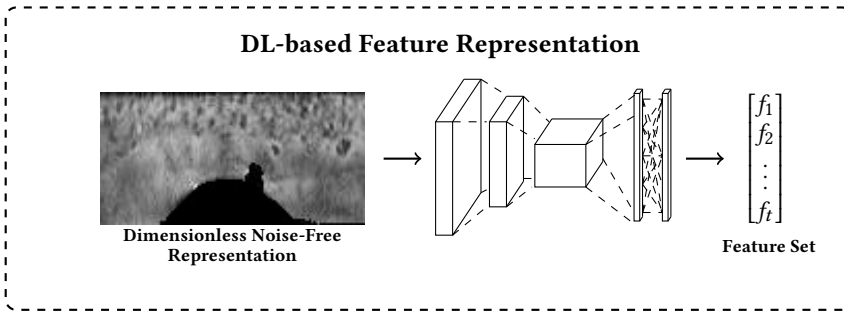 DL-based Feature Representation
f₁
f₂
⋮
fₜ
Dimensionless Noise-Free
Representation
Feature Set